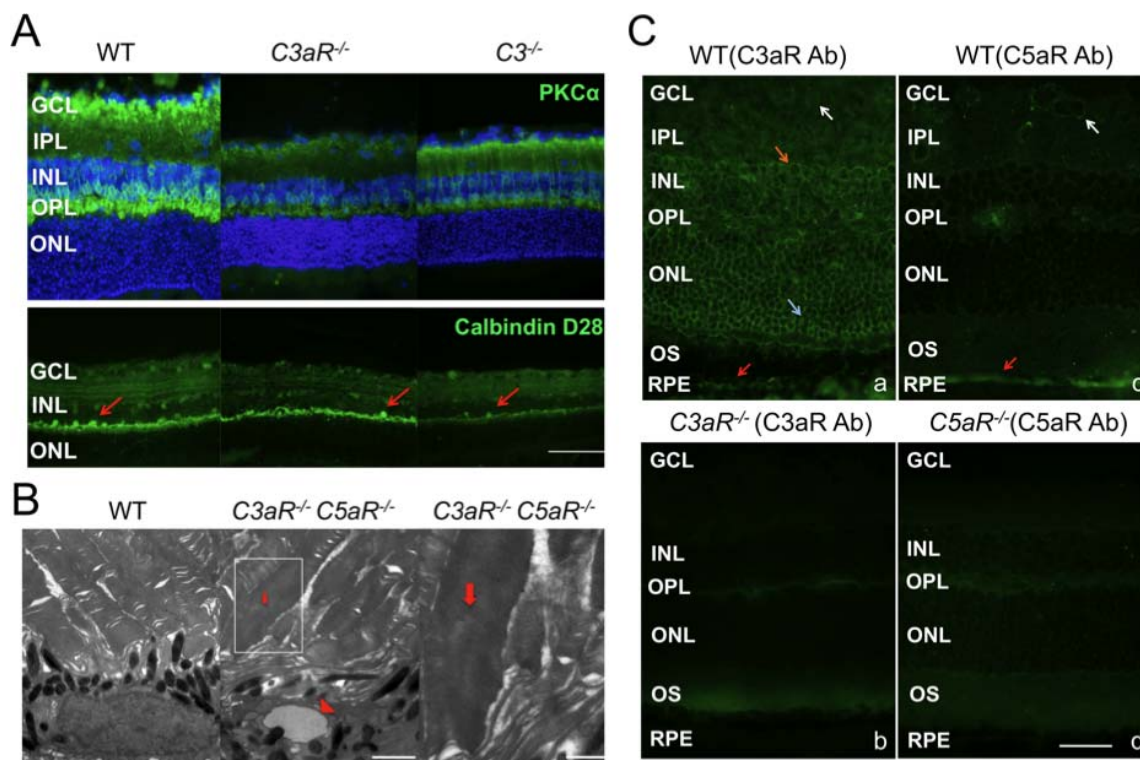 A
WT C3aR-/- C3-/-
PKCα
GCL
IPL
INL
OPL
ONL
Calbindin D28
GCL
INL
ONL
B
WT C3aR-/- C5aR-/- C3aR-/- C5aR-/-
C
WT(C3aR Ab) WT(C5aR Ab)
GCL GCL
IPL IPL
INL INL
OPL OPL
ONL ONL
OS OS
RPE RPE
a
C3aR-/- (C3aR Ab) C5aR-/-(C5aR Ab)
GCL GCL
INL INL
OPL OPL
ONL ONL
OS OS
RPE RPE
b